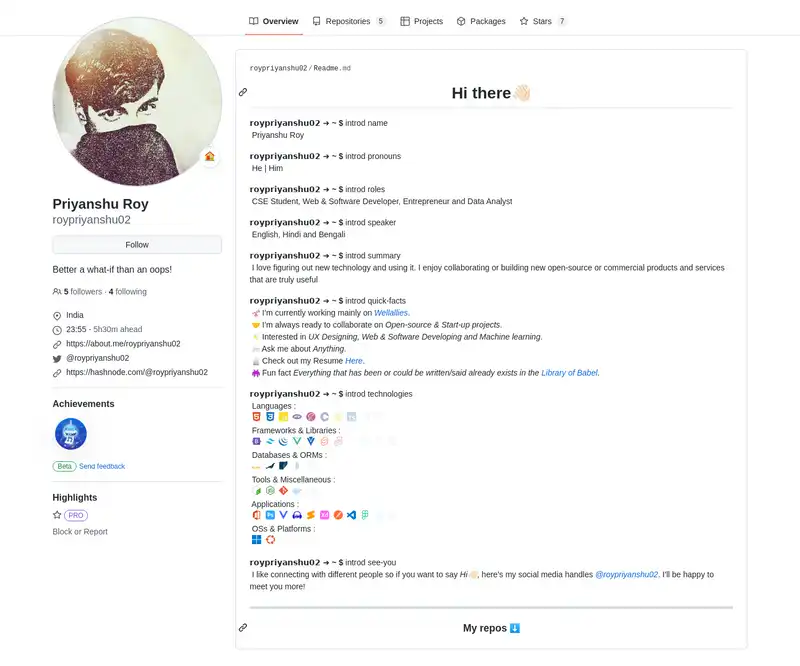 Overview
Repositories 5
Projects
Packages
Stars 7
Priyanshu Roy
roypriyanshu02
Follow
Better a what-if than an oops!
5 followers · 4 following
India
23:55 - 5h30m ahead
https://about.me/roypriyanshu02
@roypriyanshu02
https://hashnode.com/@roypriyanshu02
Achievements
Beta Send feedback
Highlights
PRO
Block or Report
roypriyanshu02 / Readme.md
Hi there👋🏻
roypriyanshu02 ➜ ~ $ introd name
Priyanshu Roy
roypriyanshu02 ➜ ~ $ introd pronouns
He | Him
roypriyanshu02 ➜ ~ $ introd roles
CSE Student, Web & Software Developer, Entrepreneur and Data Analyst
roypriyanshu02 ➜ ~ $ introd speaker
English, Hindi and Bengali
roypriyanshu02 ➜ ~ $ introd summary
I love figuring out new technology and using it. I enjoy collaborating or building new open-source or commercial products and services
that are truly useful
roypriyanshu02 ➜ ~ $ introd quick-facts
🚀 I'm currently working mainly on Wellallies.
🤝 I'm always ready to collaborate on Open-source & Start-up projects.
Interested in UX Designing, Web & Software Developing and Machine learning.
Ask me about Anything.
Check out my Resume Here.
👾 Fun fact Everything that has been or could be written/said already exists in the Library of Babel.
roypriyanshu02 ➜ ~ $ introd technologies
Languages :
Frameworks & Libraries :
Databases & ORMs :
Tools & Miscellaneous :
Applications :
OSs & Platforms :
roypriyanshu02 ➜ ~ $ introd see-you
I like connecting with different people so if you want to say Hi👋🏻, here's my social media handles @roypriyanshu02. I'll be happy to
meet you more!
My repos ⬇️